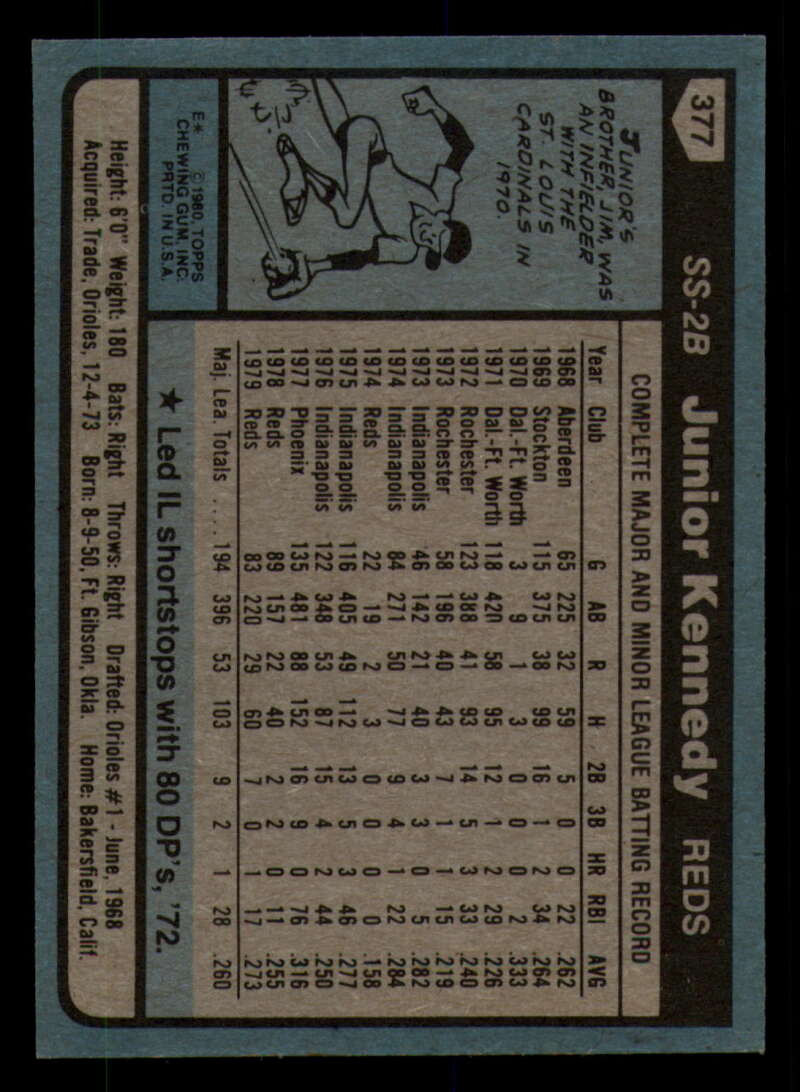 377
SS-2B Junior Kennedy REDS
JUNIOR'S
BROTHER, JIM, WAS
AN INFIELDER
WITH THE
ST. LOUIS
CARDINALS IN
1970.
E* © 1980, TOPPS
CHEWING GUM, INC.
PRTD. IN U.S.A.
COMPLETE MAJOR AND MINOR LEAGUE BATTING RECORD
Year Club G AB R H 2B 3B HR RBI AVG
1968 Aberdeen 65 225 32 59 5 0 0 22 .262
1969 Stockton 115 375 38 99 16 1 2 34 .264
1970 Dal.-Ft. Worth 3 9 1 3 0 0 0 2 .333
1971 Dal.-Ft. Worth 118 420 58 95 12 1 2 29 .226
1972 Rochester 123 388 41 93 14 5 3 33 .240
1973 Rochester 58 196 40 43 7 1 1 15 .219
1973 Indianapolis 46 142 21 40 3 3 0 5 .282
1974 Indianapolis 84 271 50 77 9 4 1 22 .284
1974 Reds 22 19 2 3 0 0 0 0 .158
1975 Indianapolis 116 405 49 112 13 5 3 46 .277
1976 Indianapolis 122 348 53 87 15 4 2 44 .250
1977 Phoenix 135 481 88 152 16 9 0 76 .316
1978 Reds 89 157 22 40 2 2 0 11 .255
1979 Reds 83 220 29 60 7 0 1 17 .273
Maj. Lea. Totals .... 194 396 53 103 9 2 1 28 .260
★ Led IL shortstops with 80 DP's, '72.
Height: 6'0" Weight: 180 Bats: Right Throws: Right Drafted: Orioles #1 - June, 1968
Acquired: Trade, Orioles, 12-4-73 Born: 8-9-50, Ft. Gibson, Okla. Home: Bakersfield, Calif.